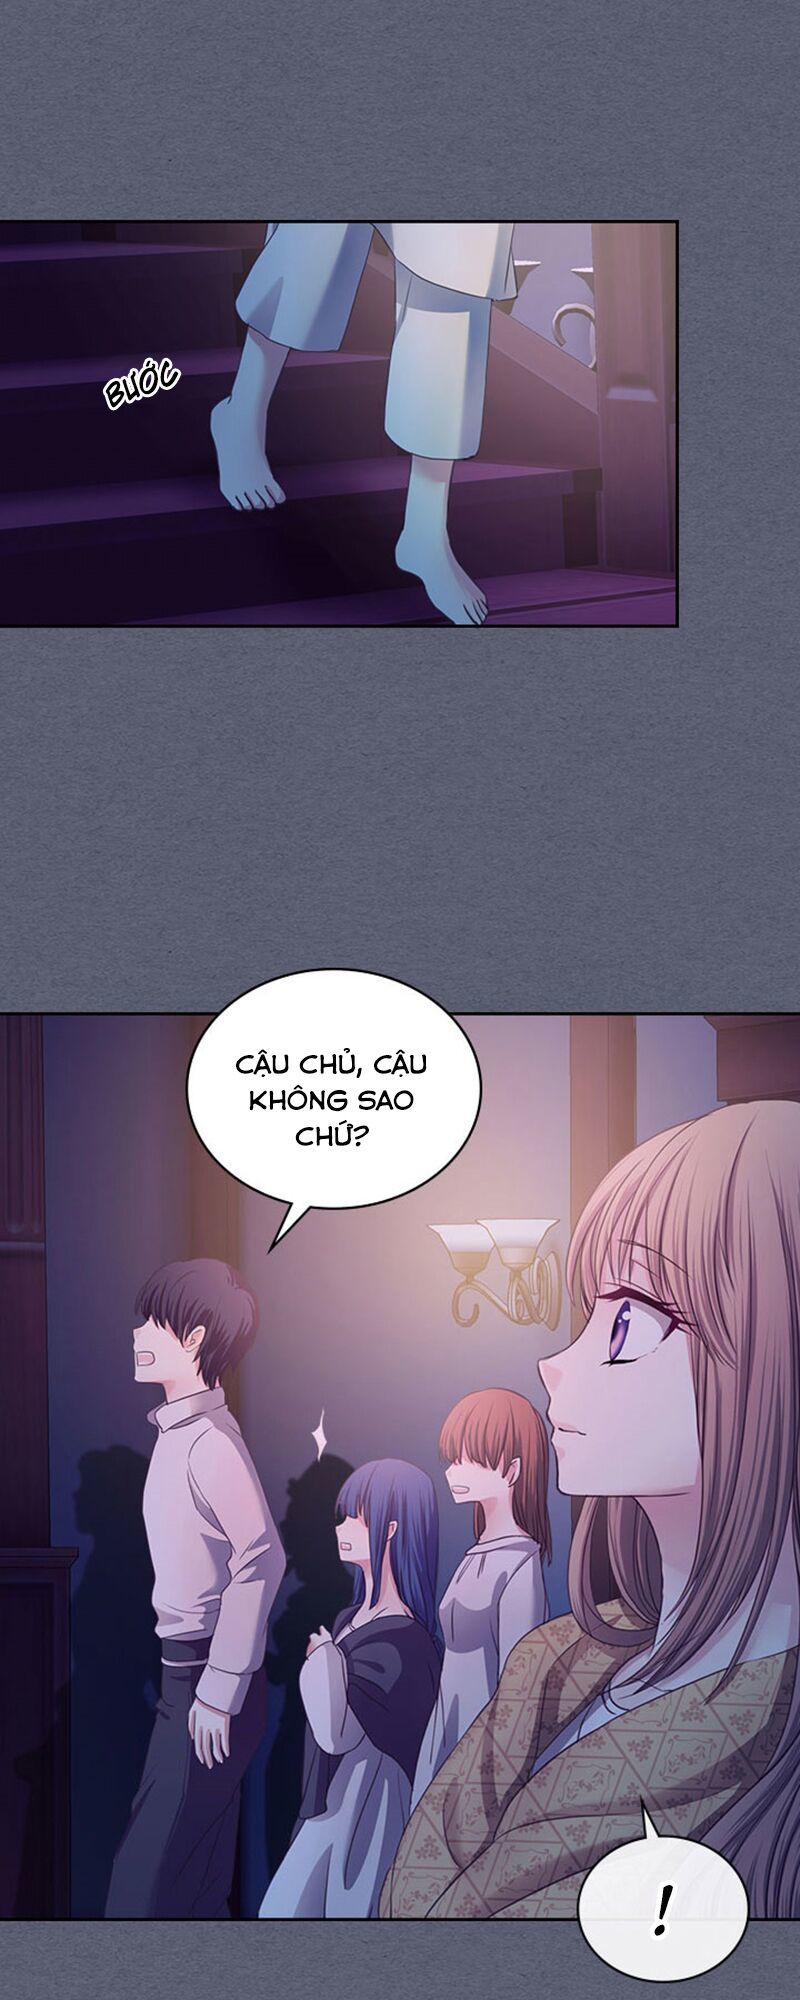 BƯỚC
CẬU CHỦ, CẬU
KHÔNG SAO
CHỨ?
!